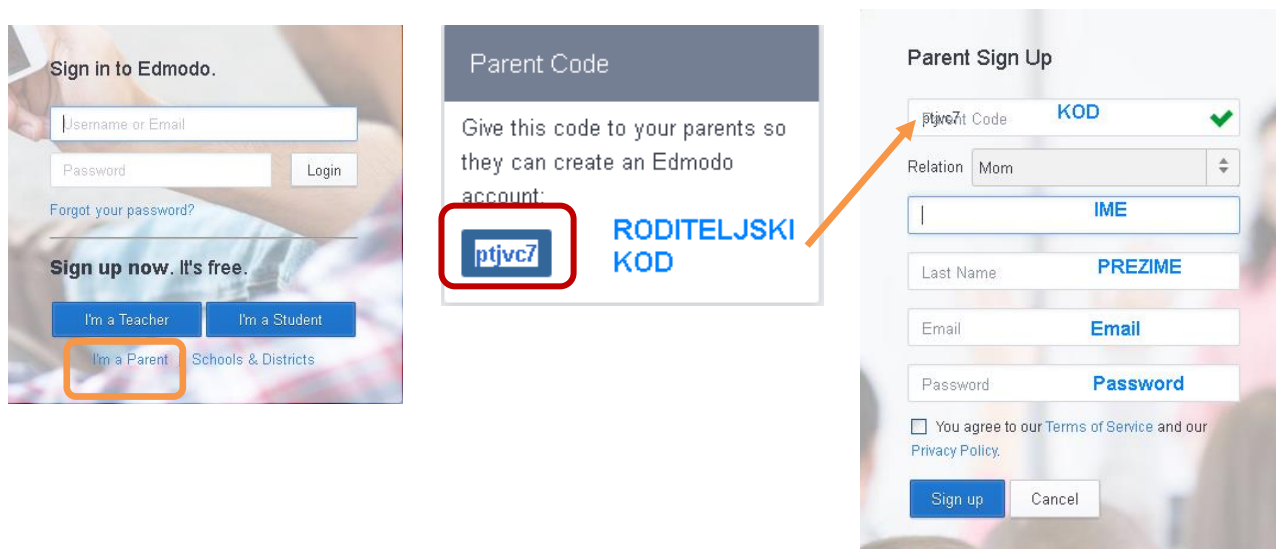 Sign in to Edmodo.
Username or Email
Password
Login
Forgot your password?
Sign up now. It's free.
I'm a Teacher
I'm a Student
I'm a Parent
Schools & Districts
Parent Code
Give this code to your parents so
they can create an Edmodo
account:
ptjvc7
RODITELJSKI
KOD
Parent Sign Up
ptjvc7
Parent Code
KOD
Relation
Mom
IME
Last Name
PREZIME
Email
Email
Password
Password
You agree to our Terms of Service and our
Privacy Policy.
Sign up
Cancel